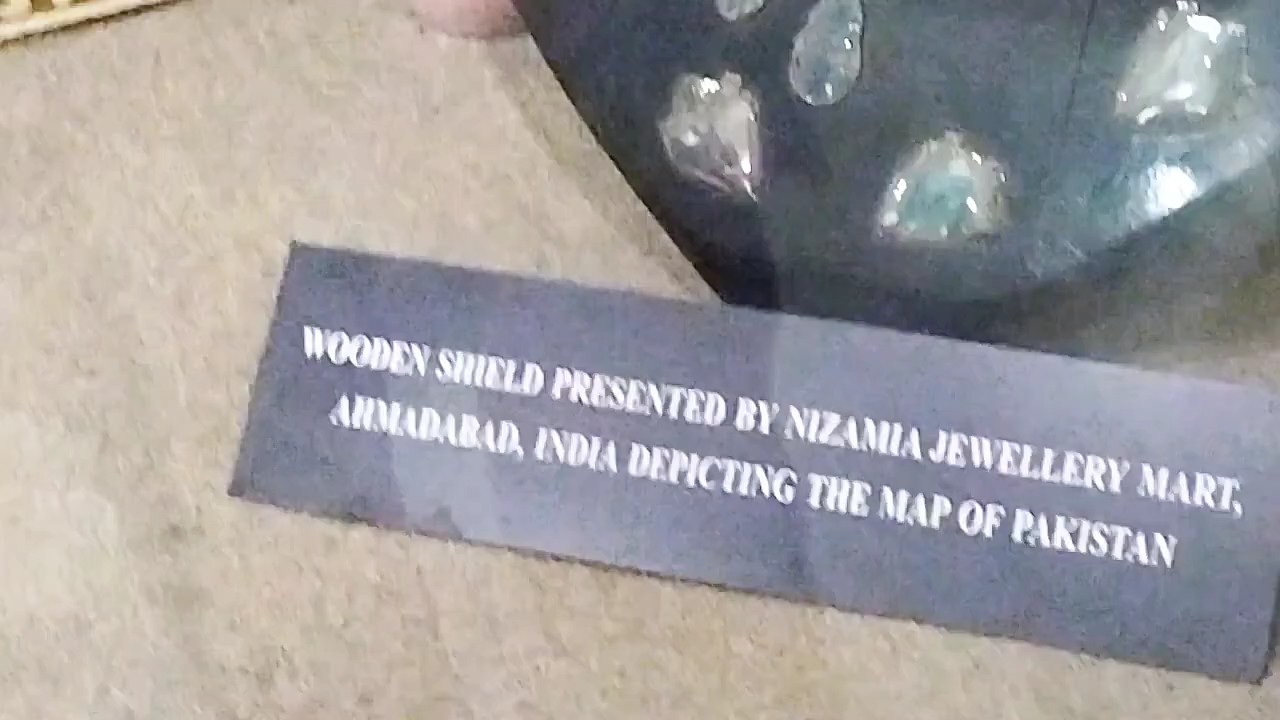 WOODEN SHIELD PRESENTED BY NIZAMIA JEWELLERY MART,
AHMADABAD, INDIA DEPICTING THE MAP OF PAKISTAN